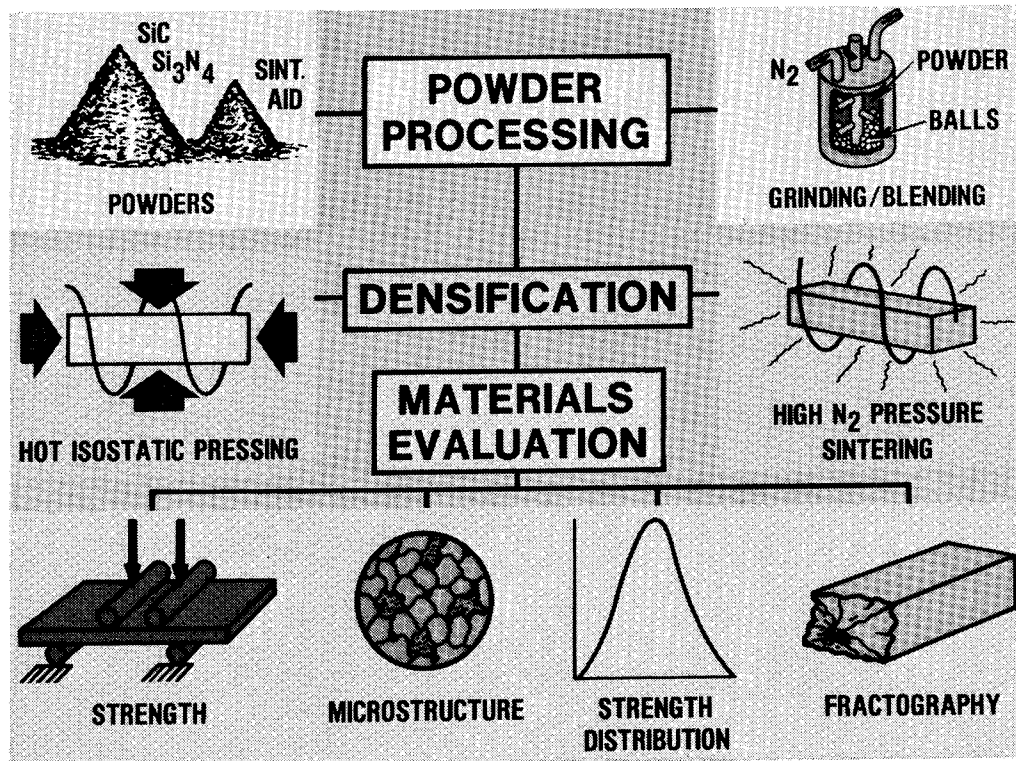 SiC
Si₃N₄
SINT.
AID
POWDERS
POWDER
PROCESSING
N₂
POWDER
BALLS
GRINDING/BLENDING
HOT ISOSTATIC PRESSING
DENSIFICATION
HIGH N₂ PRESSURE
SINTERING
MATERIALS
EVALUATION
STRENGTH
MICROSTRUCTURE
STRENGTH
DISTRIBUTION
FRACTOGRAPHY